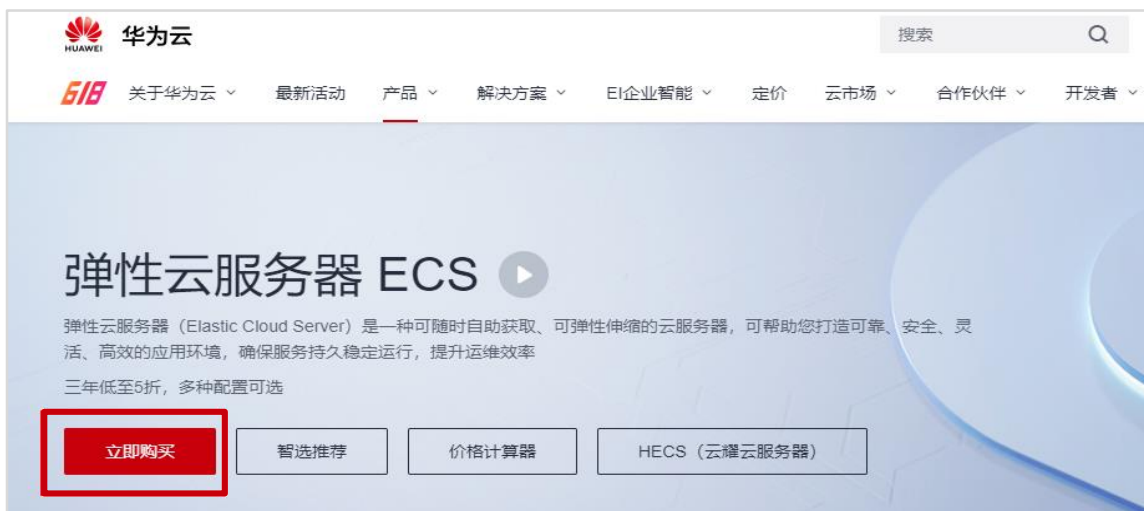 HUAWEI
华为云
搜索
618
关于华为云
最新活动
产品
解决方案
EI企业智能
定价
云市场
合作伙伴
开发者
弹性云服务器 ECS
弹性云服务器（Elastic Cloud Server）是一种可随时自助获取、可弹性伸缩的云服务器，可帮助您打造可靠、安全、灵
活、高效的应用环境，确保服务持久稳定运行，提升运维效率
三年低至5折，多种配置可选
立即购买
智选推荐
价格计算器
HECS（云耀云服务器）